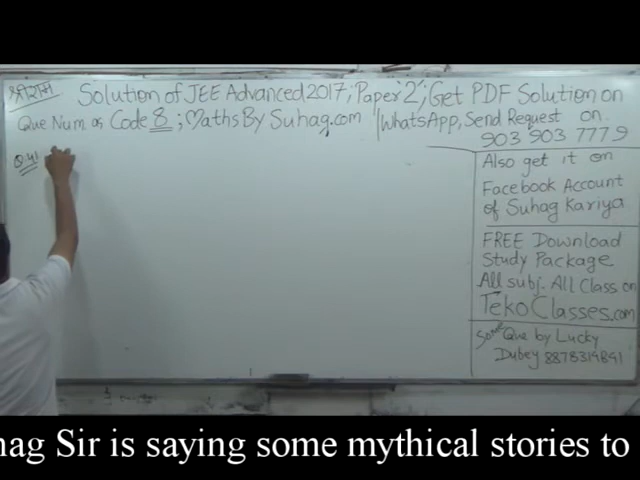 श्रीराम
Solution of JEE Advanced 2017; Paper '2'; Get PDF Solution on
Que Num as Code 8 ; Maths By Suhag.com | WhatsApp, Send Request on
903 903 7779
Q.41
Also get it on
Facebook Account
of Suhag Kariya
FREE Download
Study Package
All subj. All Class on
TekoClasses.com
Some Que by Lucky
Dubey 8878314841
hag Sir is saying some mythical stories to